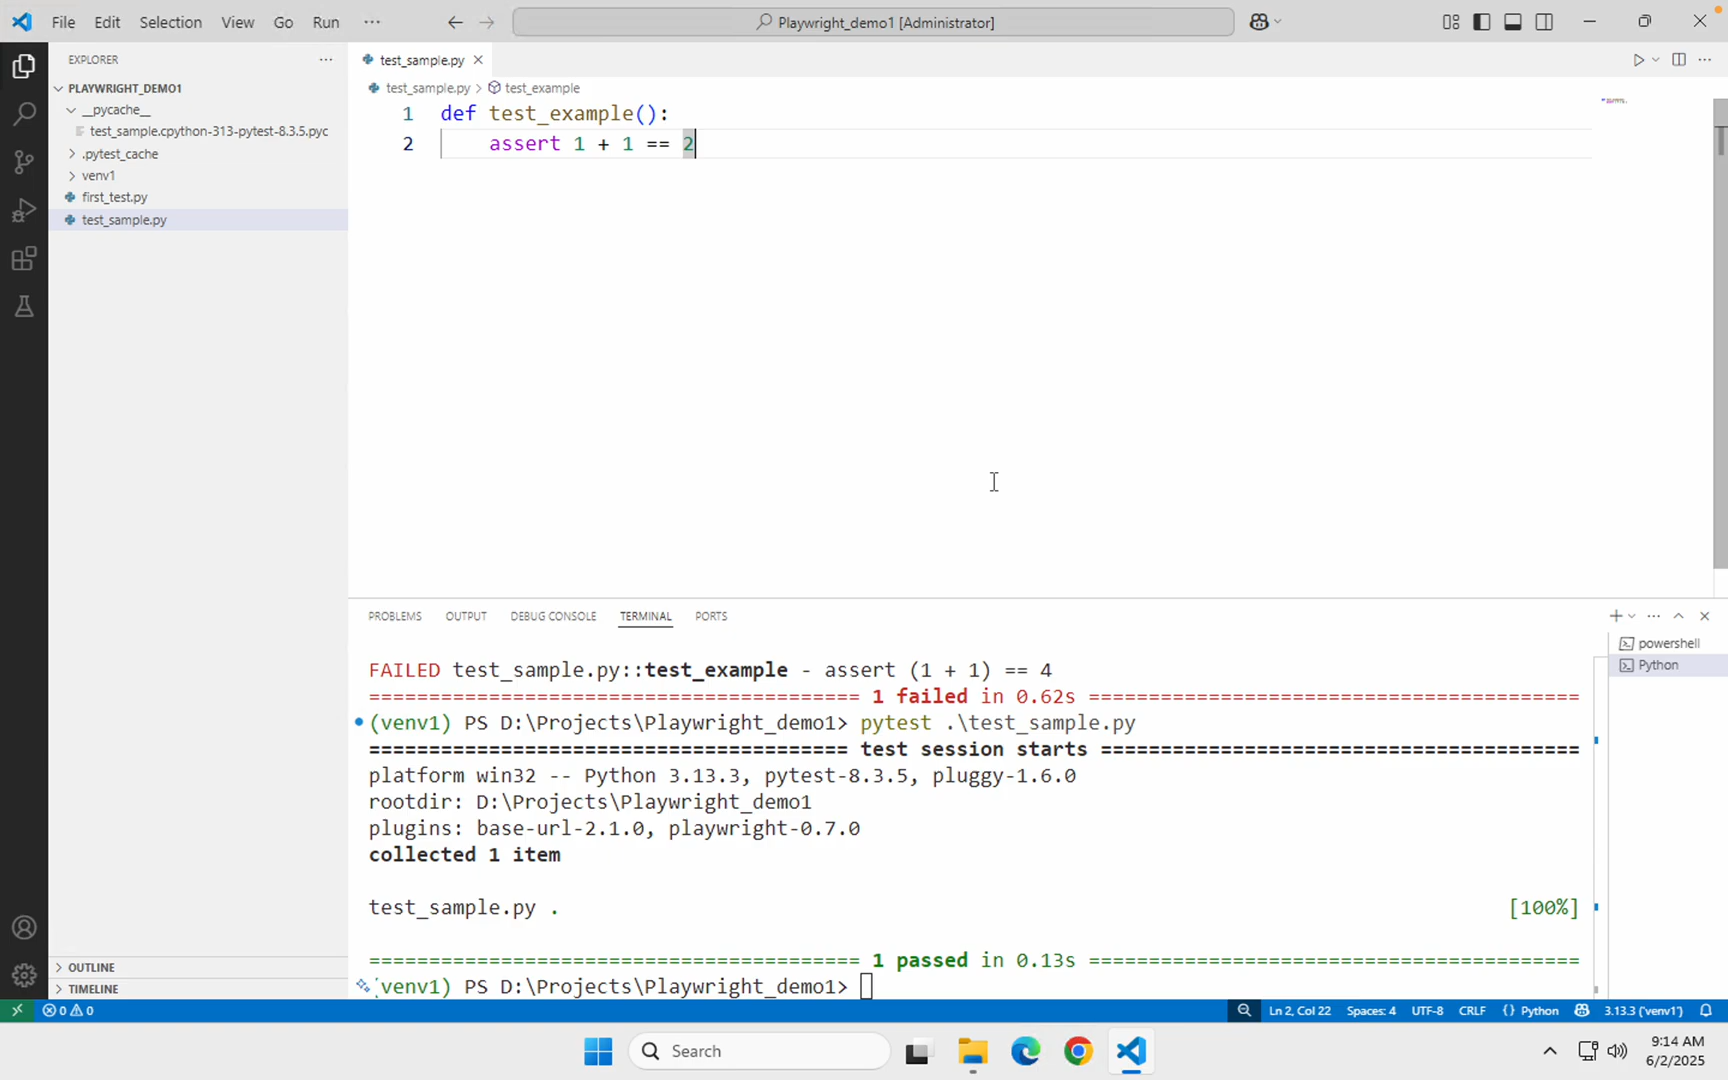 File Edit Selection View Go Run ···
Playwright_demo1 [Administrator]
EXPLORER
PLAYWRIGHT_DEMO1
__pycache__
test_sample.cpython-313-pytest-8.3.5.pyc
.pytest_cache
venv1
first_test.py
test_sample.py
OUTLINE
TIMELINE
test_sample.py
test_sample.py > test_example
1 def test_example():
2     assert 1 + 1 == 2
PROBLEMS OUTPUT DEBUG CONSOLE TERMINAL PORTS
powershell
Python
FAILED test_sample.py::test_example - assert (1 + 1) == 4
========================================= 1 failed in 0.62s =========================================
(venv1) PS D:\Projects\Playwright_demo1> pytest .\test_sample.py
======================================== test session starts ========================================
platform win32 -- Python 3.13.3, pytest-8.3.5, pluggy-1.6.0
rootdir: D:\Projects\Playwright_demo1
plugins: base-url-2.1.0, playwright-0.7.0
collected 1 item
test_sample.py . [100%]
========================================= 1 passed in 0.13s =========================================
(venv1) PS D:\Projects\Playwright_demo1>
0 0
Ln 2, Col 22 Spaces: 4 UTF-8 CRLF {} Python 3.13.3 ('venv1')
Search
9:14 AM
6/2/2025